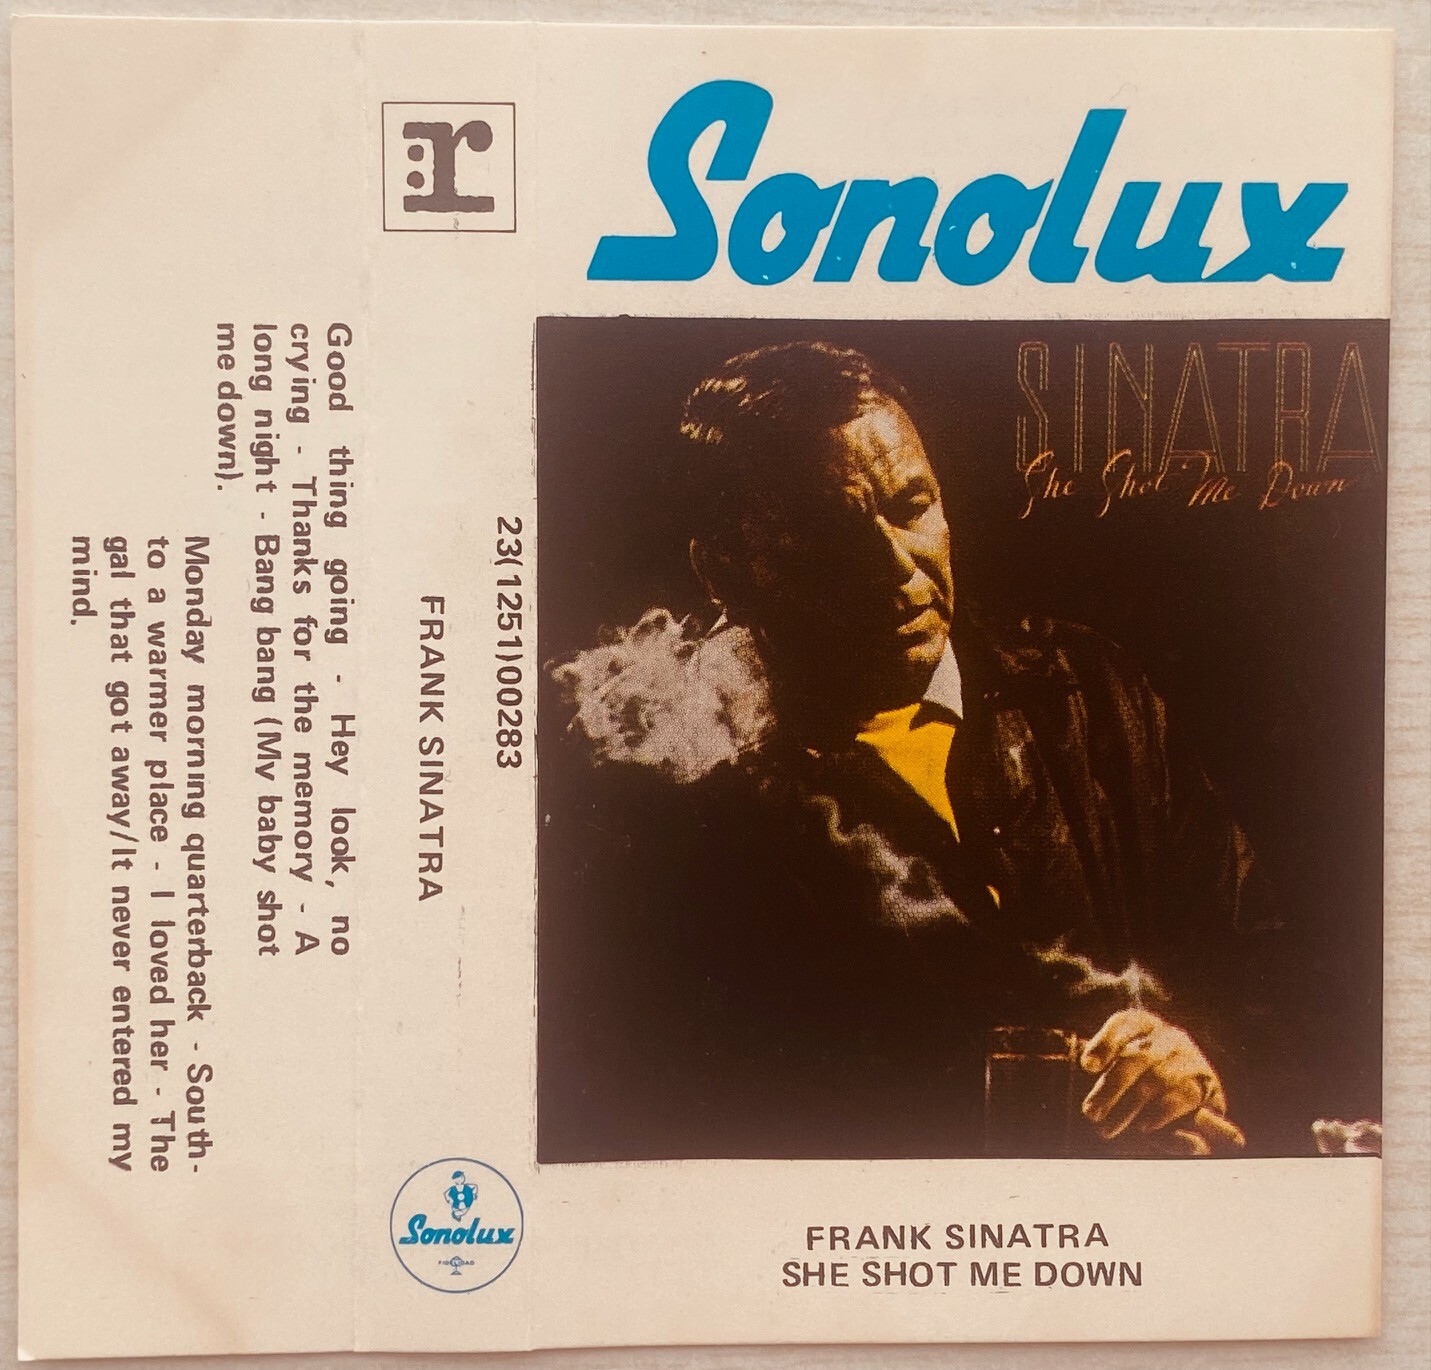 Sonolux
SINATRA
She Shot Me Down
FRANK SINATRA
SHE SHOT ME DOWN
r:
23(1251)00283
FRANK SINATRA
Sonolux
FIDELIDAD
Good thing going - Hey look, no
crying - Thanks for the memory - A
long night - Bang bang (My baby shot
me down).
Monday morning quarterback - South-
to a warmer place - I loved her - The
gal that got away/It never entered my
mind.